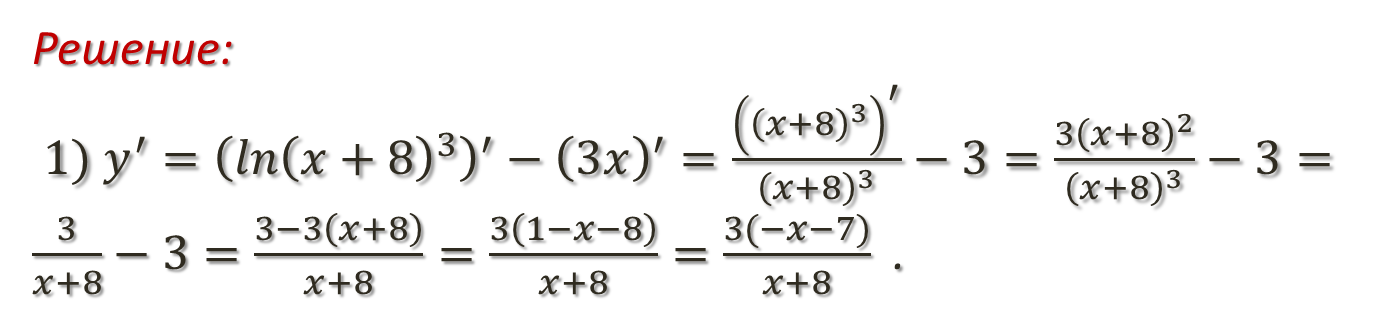 Решение:
1) y′ = (ln(x + 8)³)′ − (3x)′ = ((x+8)³)′/(x+8)³ − 3 = 3(x+8)²/(x+8)³ − 3 =
3/(x+8) − 3 = (3−3(x+8))/(x+8) = 3(1−x−8)/(x+8) = 3(−x−7)/(x+8) .